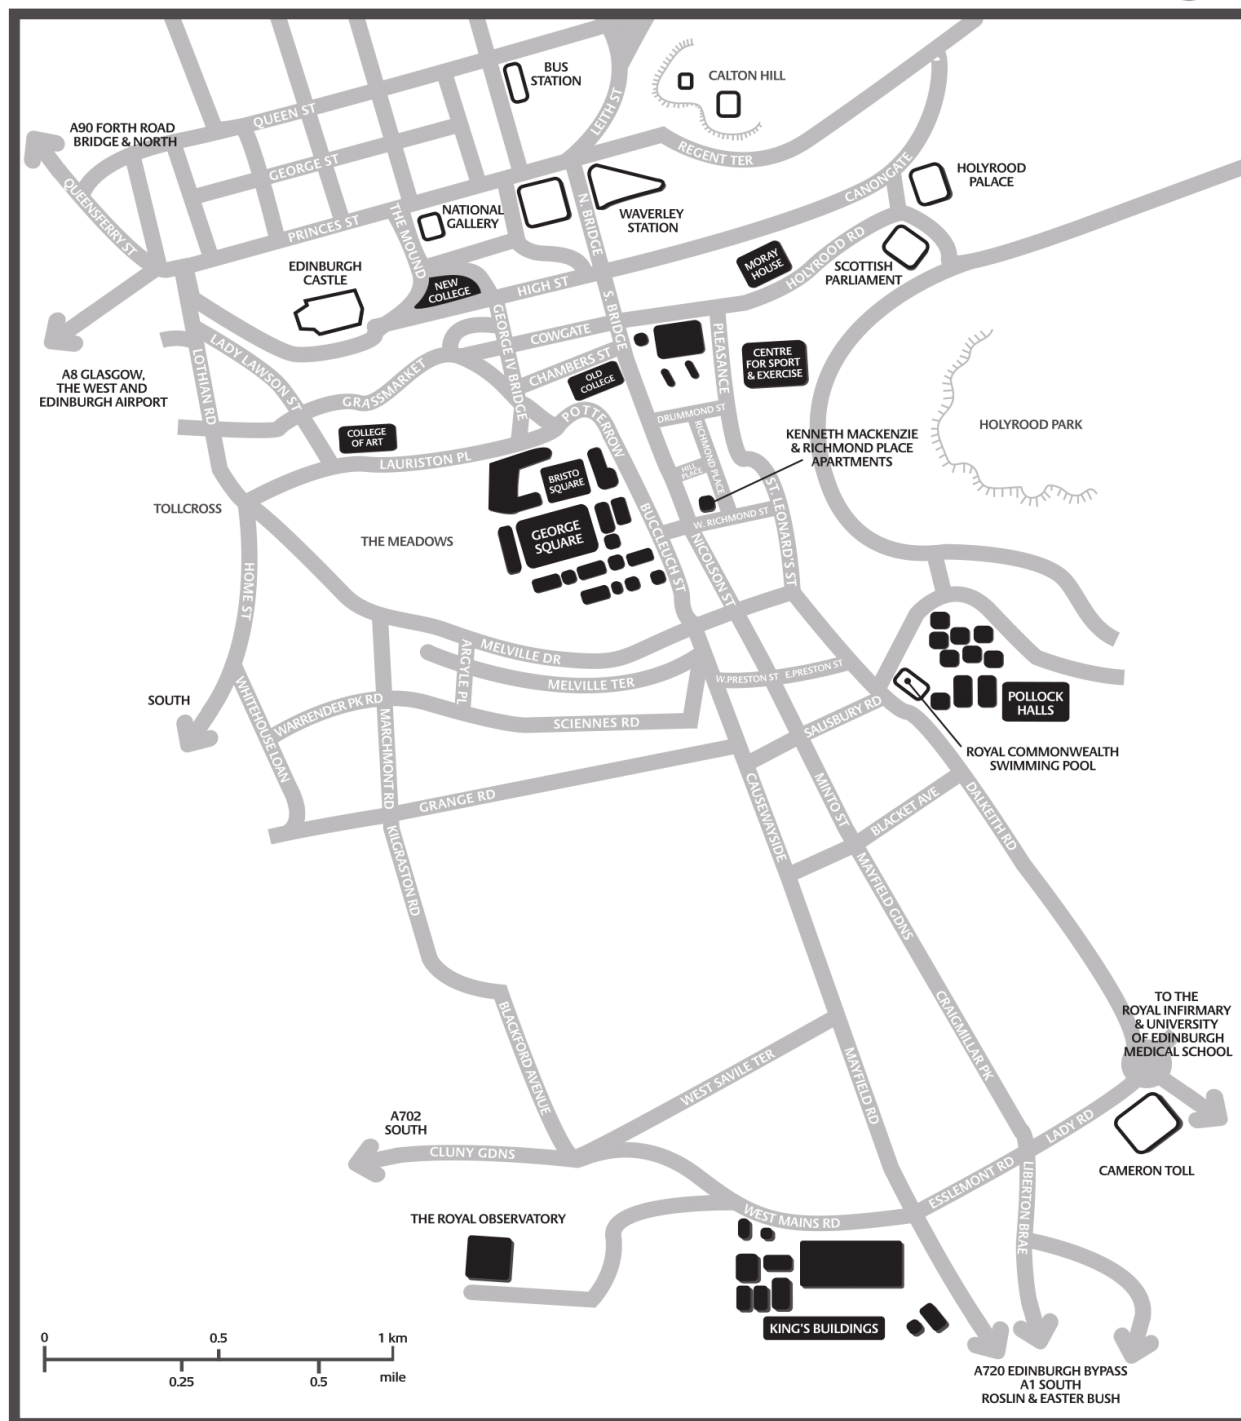 BUS
STATION
CALTON HILL
QUEEN ST
LEITH ST
A90 FORTH ROAD
BRIDGE & NORTH
GEORGE ST
REGENT TER
QUEENSFERRY ST
HOLYROOD
PALACE
CANONGATE
PRINCES ST
THE MOUND
NATIONAL
GALLERY
N. BRIDGE
WAVERLEY
STATION
EDINBURGH
CASTLE
NEW
COLLEGE
HIGH ST
MORAY
HOUSE
HOLYROOD RD
SCOTTISH
PARLIAMENT
S. BRIDGE
GEORGE IV BRIDGE
COWGATE
CHAMBERS ST
PLEASANCE
CENTRE
FOR SPORT
& EXERCISE
LADY LAWSON ST
LOTHIAN RD
A8 GLASGOW,
THE WEST AND
EDINBURGH AIRPORT
GRASSMARKET
OLD
COLLEGE
POTTERROW
DRUMMOND ST
RICHMOND PLACE
HILL
PLACE
KENNETH MACKENZIE
& RICHMOND PLACE
APARTMENTS
HOLYROOD PARK
COLLEGE
OF ART
LAURISTON PL
BRISTO
SQUARE
ST. LEONARD'S ST
TOLLCROSS
THE MEADOWS
GEORGE
SQUARE
BUCCLEUCH ST
W. RICHMOND ST
NICOLSON ST
HOME ST
ARGYLE PL
MELVILLE DR
MELVILLE TER
W.PRESTON ST
E.PRESTON ST
SOUTH
WHITEHOUSE LOAN
WARRENDER PK RD
MARCHMONT RD
SCIENNES RD
SALISBURY RD
POLLOCK
HALLS
ROYAL COMMONWEALTH
SWIMMING POOL
GRANGE RD
CAUSEWAYSIDE
MINTO ST
BLACKET AVE
DALKEITH RD
KILGRASTON RD
MAYFIELD GDNS
BLACKFORD AVENUE
CRAIGMILLAR PK
TO THE
ROYAL INFIRMARY
& UNIVERSITY
OF EDINBURGH
MEDICAL SCHOOL
WEST SAVILE TER
MAYFIELD RD
A702
SOUTH
CLUNY GDNS
LADY RD
ESSLEMONT RD
CAMERON TOLL
LIBERTON BRAE
THE ROYAL OBSERVATORY
WEST MAINS RD
KING'S BUILDINGS
0
0.5
1 km
0.25
0.5
mile
A720 EDINBURGH BYPASS
A1 SOUTH
ROSLIN & EASTER BUSH